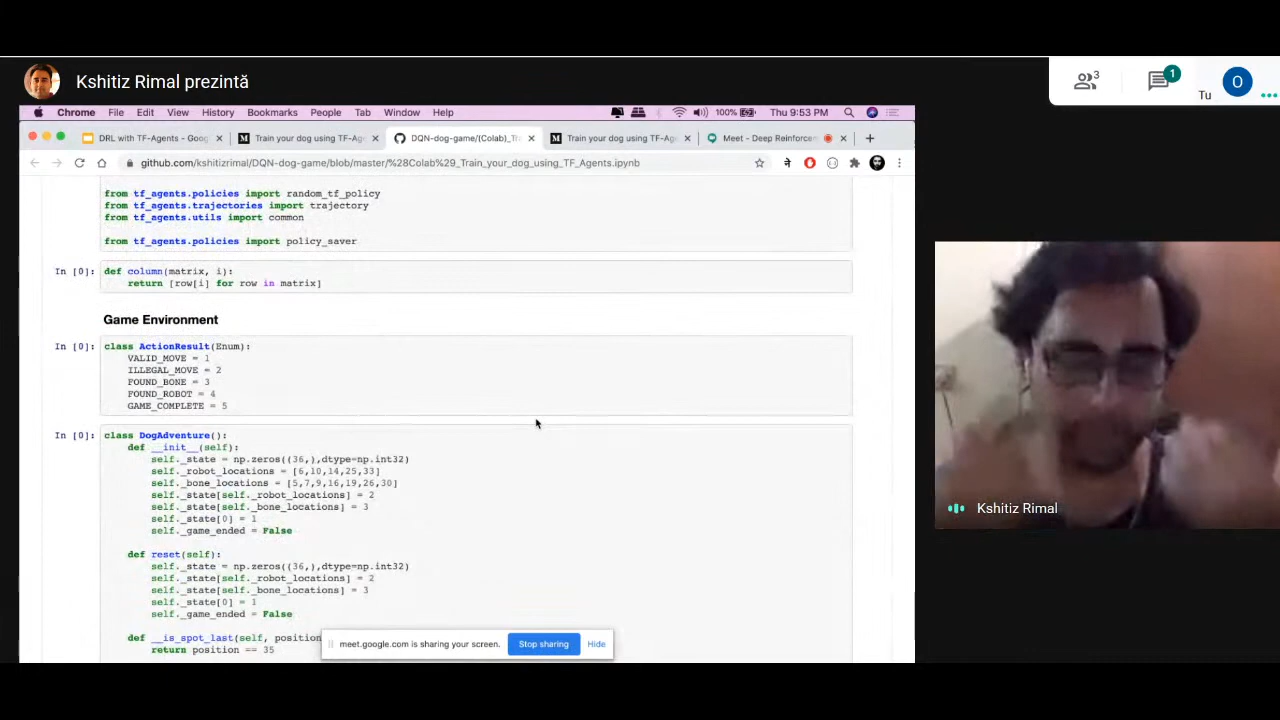 Kshitiz Rimal prezintă
3
1
Tu
O
Chrome File Edit View History Bookmarks People Tab Window Help 100% Thu 9:53 PM
DRL with TF-Agents - Goog × Train your dog using TF-Ag × DQN-dog-game/(Colab)_Tr × Train your dog using TF-Ag × Meet - Deep Reinforcem × +
github.com/kshitizrimal/DQN-dog-game/blob/master/%28Colab%29_Train_your_dog_using_TF_Agents.ipynb
from tf_agents.policies import random_tf_policy
from tf_agents.trajectories import trajectory
from tf_agents.utils import common
from tf_agents.policies import policy_saver
In [0]: def column(matrix, i):
return [row[i] for row in matrix]
Game Environment
In [0]: class ActionResult(Enum):
VALID_MOVE = 1
ILLEGAL_MOVE = 2
FOUND_BONE = 3
FOUND_ROBOT = 4
GAME_COMPLETE = 5
In [0]: class DogAdventure():
def __init__(self):
self._state = np.zeros((36,),dtype=np.int32)
self._robot_locations = [6,10,14,25,33]
self._bone_locations = [5,7,9,16,19,26,30]
self._state[self._robot_locations] = 2
self._state[self._bone_locations] = 3
self._state[0] = 1
self._game_ended = False
def reset(self):
self._state = np.zeros((36,),dtype=np.int32)
self._state[self._robot_locations] = 2
self._state[self._bone_locations] = 3
self._state[0] = 1
self._game_ended = False
def __is_spot_last(self, position
return position == 35
meet.google.com is sharing your screen. Stop sharing Hide
Kshitiz Rimal